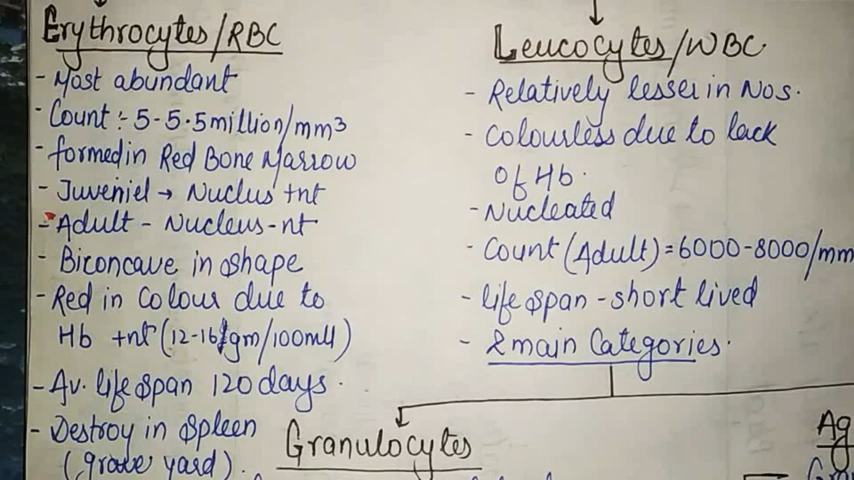 Erythrocytes/RBC
- Most abundant
- Count :- 5-5.5million/mm3
- formed in Red Bone Marrow
- Juveniel → Nuclus +nt
- Adult - Nucleus -nt
- Biconcave in shape
- Red in Colour due to
Hb +nt (12-16gm/100ml)
- Av. life span 120 days.
- Destroy in Spleen
(grave yard).
Leucocytes/WBC.
- Relatively lesser in Nos.
- Colourless due to lack
Of Hb.
- Nucleated
- Count (Adult) = 6000-8000/mm
- life span - short lived
- 2 main Categories.
Granulocytes
Ag